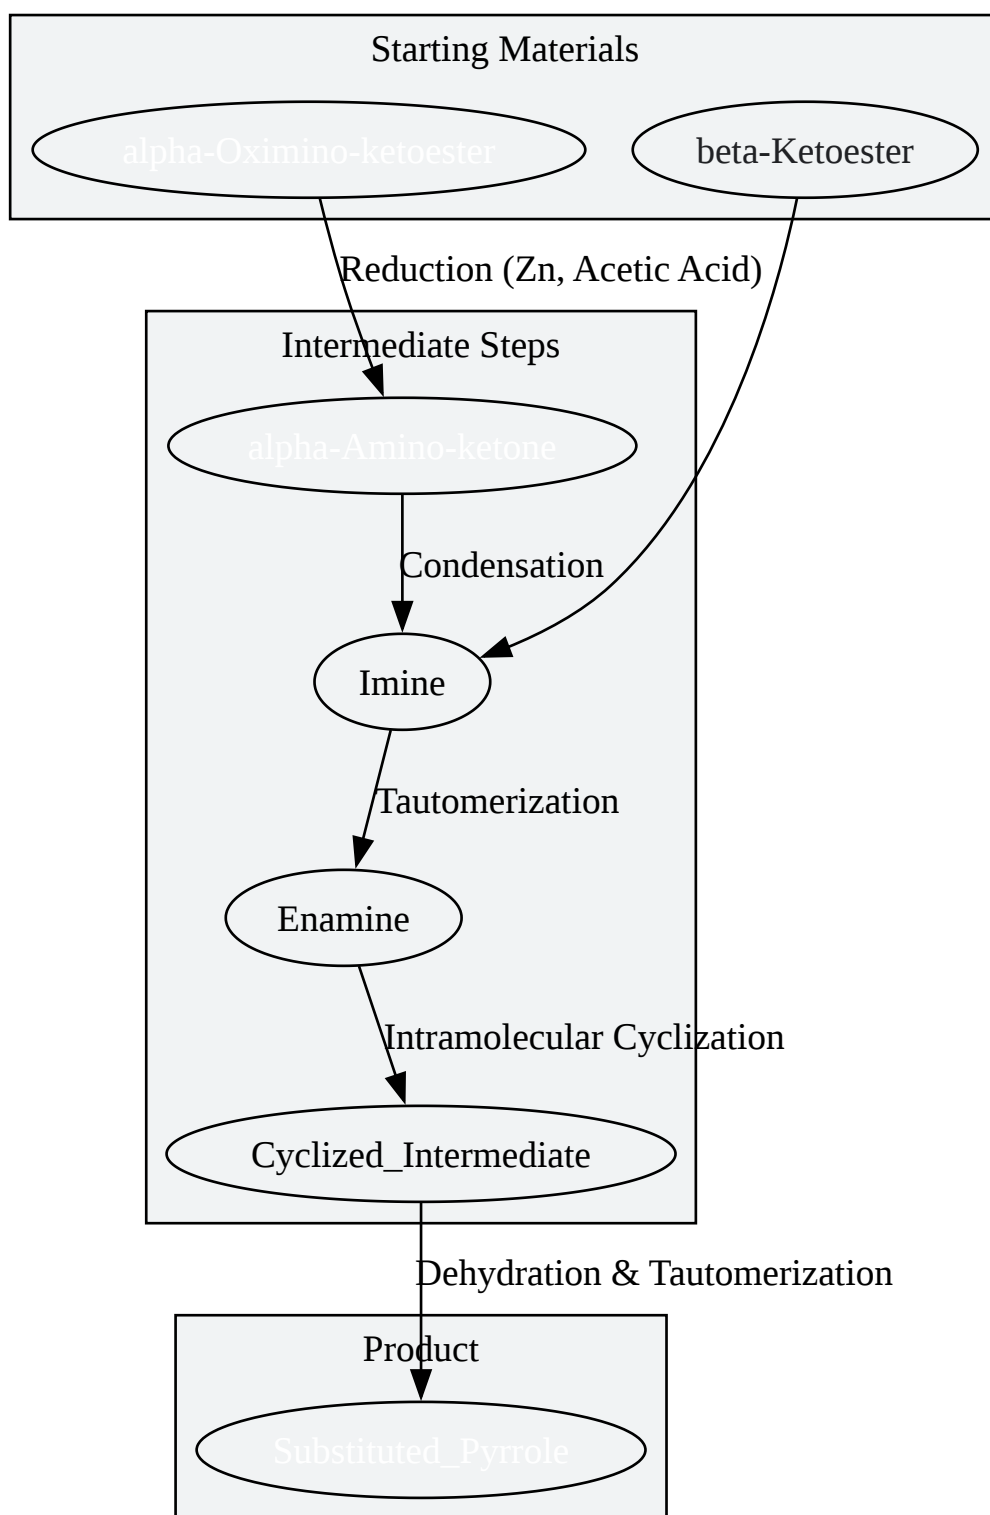 Starting Materials
alpha-Oximino-ketoester
beta-Ketoester
Reduction (Zn, Acetic Acid)
Intermediate Steps
alpha-Amino-ketone
Condensation
Imine
Tautomerization
Enamine
Intramolecular Cyclization
Cyclized_Intermediate
Dehydration & Tautomerization
Product
Substituted_Pyrrole